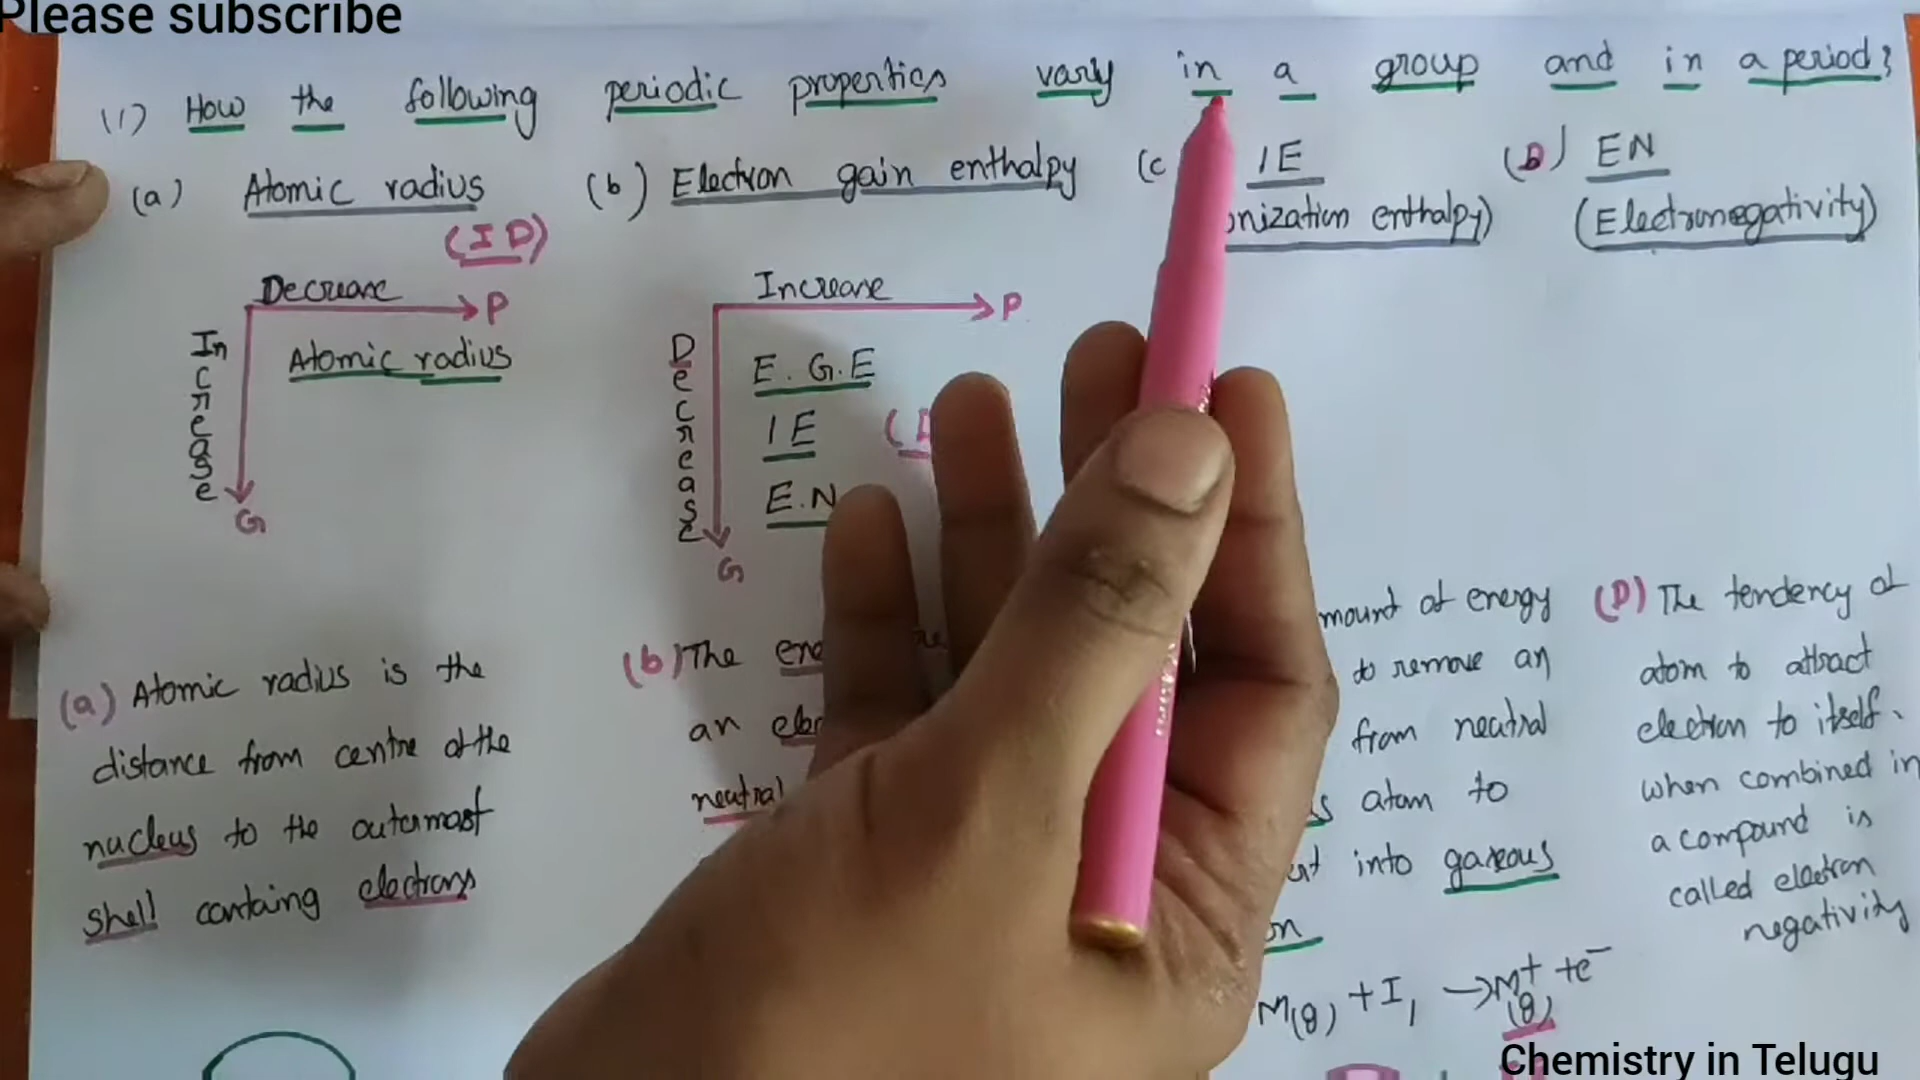 Please subscribe
(1) How the following periodic properties vary in a group and in a period?
(a) Atomic radius (b) Electron gain enthalpy (c IE (D) EN
(ID) onization enthalpy) (Electronegativity)
Decrease P
Increase
Atomic radius
G
Increase P
Decrease
E.G.E
IE
E.N
G
(a) Atomic radius is the
distance from centre of the
nucleus to the outermost
shell containg electrons
(b) The
an
neutral
mount of energy
to remove an
from neutral
s atom to
into gaseous
on
M(g) + I₁ → M⁺(g) + e⁻
(D) The tendency of
atom to attract
electron to itself.
when combined in
a compound is
called electron
negativity
Chemistry in Telugu